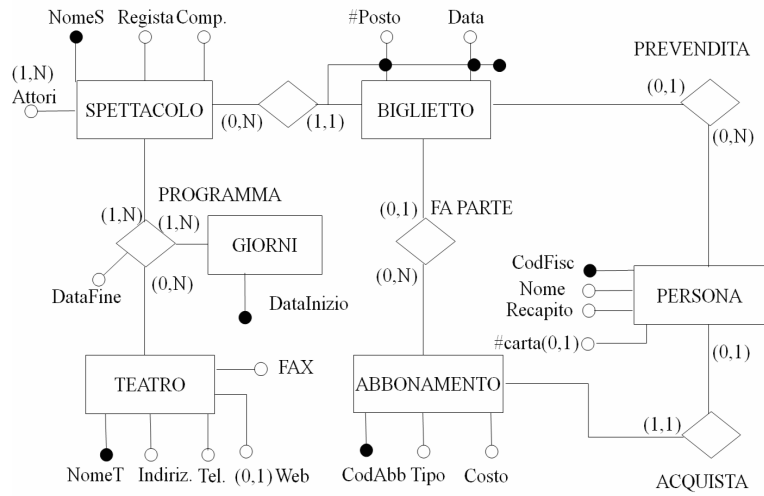 NomeS Regista Comp. #Posto Data
PREVENDITA
(1,N)
Attori
SPETTACOLO
(0,N)
(1,1)
BIGLIETTO
(0,1)
(0,N)
PROGRAMMA
(1,N)
(1,N)
(0,N)
GIORNI
DataFine
DataInizio
(0,1)
FA PARTE
(0,N)
CodFisc
Nome
Recapito
#carta(0,1)
PERSONA
(0,1)
TEATRO
FAX
ABBONAMENTO
(1,1)
NomeT Indiriz. Tel. (0,1) Web
CodAbb Tipo Costo
ACQUISTA